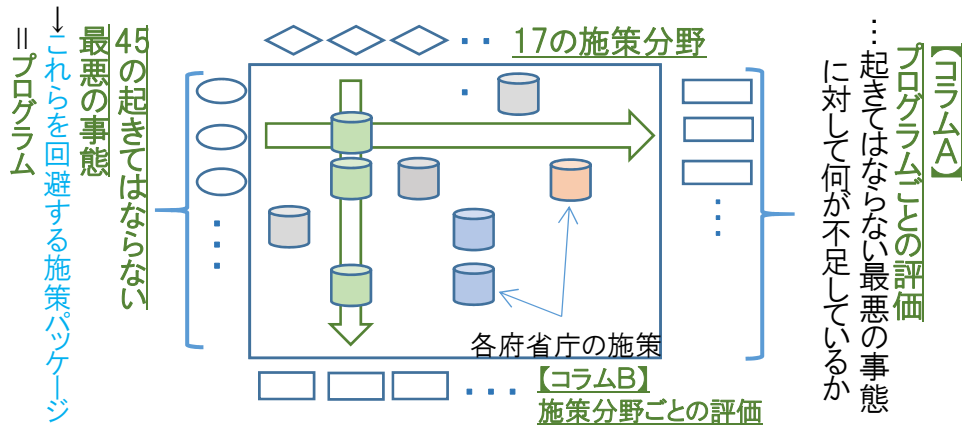 17の施策分野
【コラムA】
プログラムごとの評価
…起きてはならない最悪の事態
に対して何が不足しているか
45の起きてはならない
最悪の事態
→これらを回避する施策パッケージ
＝プログラム
各府省庁の施策
【コラムB】
施策分野ごとの評価